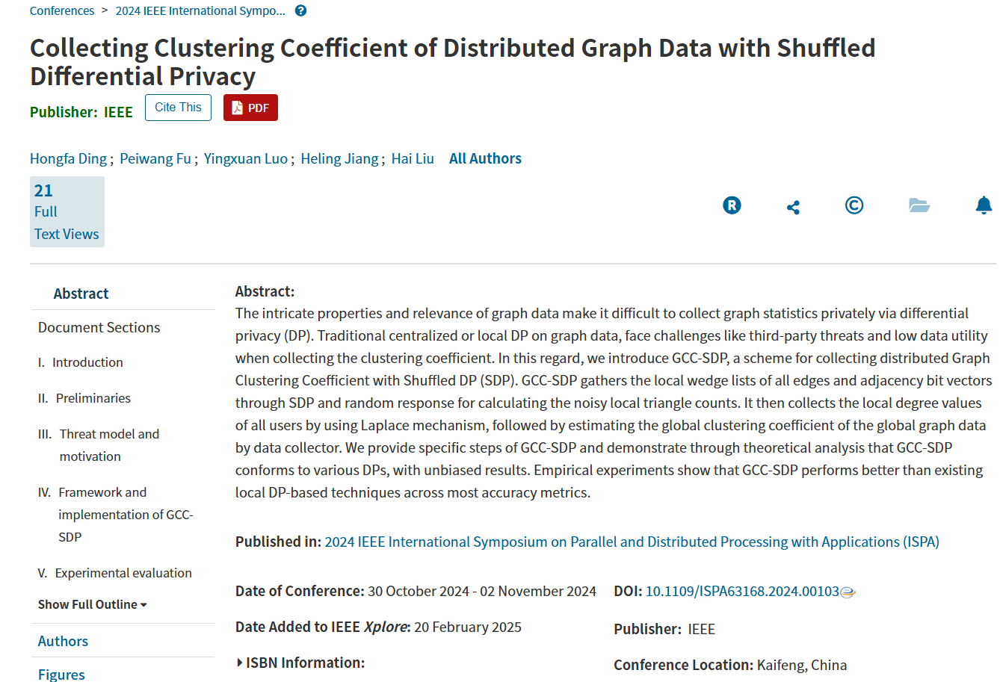 Conferences > 2024 IEEE International Sympo... ?
Collecting Clustering Coefficient of Distributed Graph Data with Shuffled
Differential Privacy
Publisher: IEEE Cite This PDF
Hongfa Ding ; Peiwang Fu ; Yingxuan Luo ; Heling Jiang ; Hai Liu All Authors
21
Full
Text Views
R ©
Abstract
Document Sections
I. Introduction
II. Preliminaries
III. Threat model and
motivation
IV. Framework and
implementation of GCC-
SDP
V. Experimental evaluation
Show Full Outline
Authors
Figures
Abstract:
The intricate properties and relevance of graph data make it difficult to collect graph statistics privately via differential
privacy (DP). Traditional centralized or local DP on graph data, face challenges like third-party threats and low data utility
when collecting the clustering coefficient. In this regard, we introduce GCC-SDP, a scheme for collecting distributed Graph
Clustering Coefficient with Shuffled DP (SDP). GCC-SDP gathers the local wedge lists of all edges and adjacency bit vectors
through SDP and random response for calculating the noisy local triangle counts. It then collects the local degree values
of all users by using Laplace mechanism, followed by estimating the global clustering coefficient of the global graph data
by data collector. We provide specific steps of GCC-SDP and demonstrate through theoretical analysis that GCC-SDP
conforms to various DPs, with unbiased results. Empirical experiments show that GCC-SDP performs better than existing
local DP-based techniques across most accuracy metrics.
Published in: 2024 IEEE International Symposium on Parallel and Distributed Processing with Applications (ISPA)
Date of Conference: 30 October 2024 - 02 November 2024
Date Added to IEEE Xplore: 20 February 2025
ISBN Information:
DOI: 10.1109/ISPA63168.2024.00103
Publisher: IEEE
Conference Location: Kaifeng, China